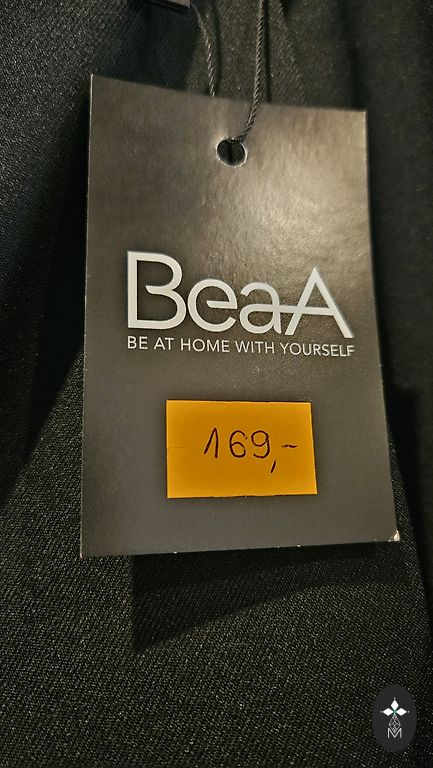 BeaA
BE AT HOME WITH YOURSELF
169,-
M